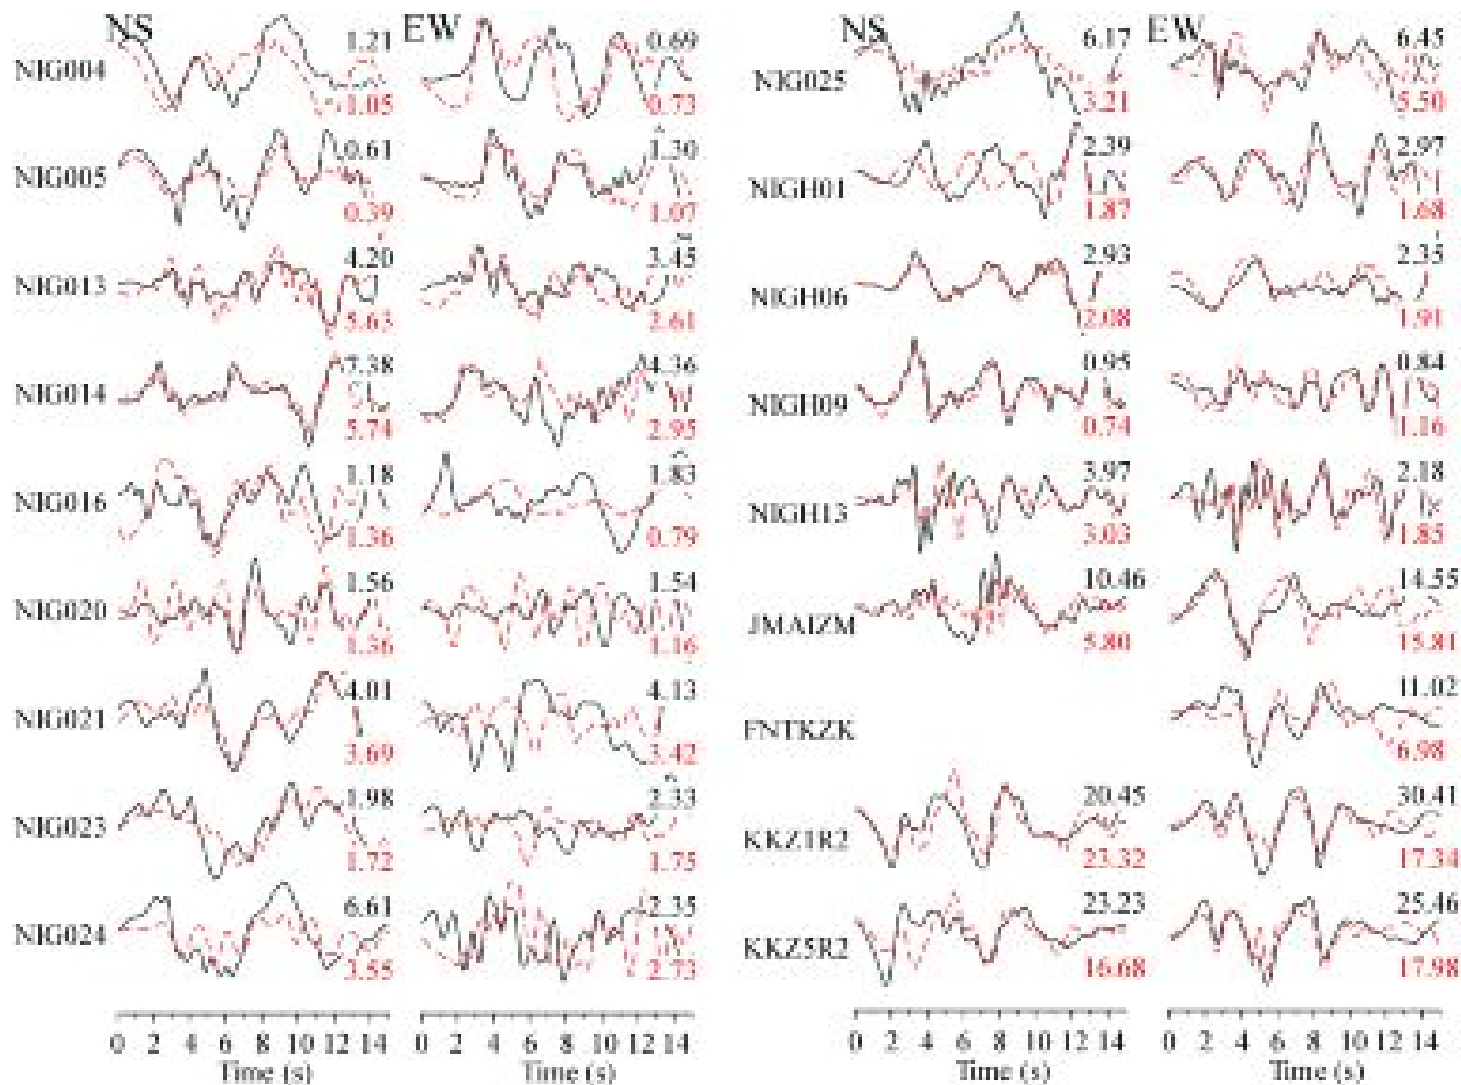 NS EW NS EW
NIG004 1.21 0.69 NIG025 6.17 6.45
1.05 0.73 3.21 5.50
NIG005 0.61 1.30 NIGH01 2.39 2.97
0.39 1.07 1.87 1.68
NIG013 4.20 3.45 NIGH06 2.93 2.35
5.63 2.61 2.08 1.91
NIG014 7.38 4.36 NIGH09 0.95 0.84
5.74 2.95 0.74 1.16
NIG016 1.18 1.83 NIGH13 3.97 2.18
1.36 0.79 3.03 1.85
NIG020 1.56 1.54 JMAIZM 10.46 14.55
1.36 1.16 5.80 15.81
NIG021 4.01 4.13 FNTKZK 11.02
3.69 3.42 6.98
NIG023 1.98 2.33 KKZ1R2 20.45 30.41
1.72 1.75 23.32 17.34
NIG024 6.61 2.35 KKZ5R2 23.23 25.46
3.55 2.73 16.68 17.98
0 2 4 6 8 10 12 14 0 2 4 6 8 10 12 14 0 2 4 6 8 10 12 14 0 2 4 6 8 10 12 14
Time (s) Time (s) Time (s) Time (s)